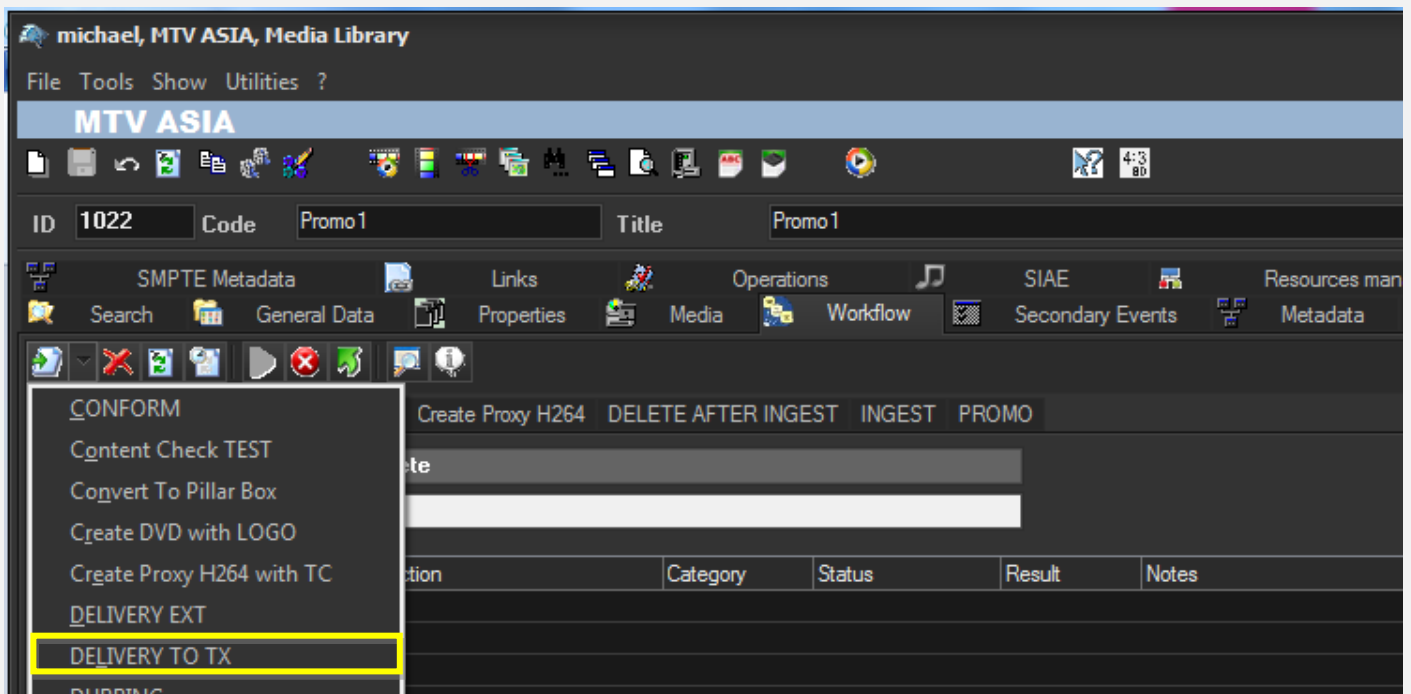 michael, MTV ASIA, Media Library
File Tools Show Utilities ?
MTV ASIA
ABC 4:3
ID 1022 Code Promo1 Title Promo1
SMPTE Metadata Links Operations SIAE Resources man
Search General Data Properties Media Workflow Secondary Events Metadata
CONFORM Create Proxy H264 DELETE AFTER INGEST INGEST PROMO
Content Check TEST ete
Convert To Pillar Box
Create DVD with LOGO
Create Proxy H264 with TC ction Category Status Result Notes
DELIVERY EXT
DELIVERY TO TX
DUBBING